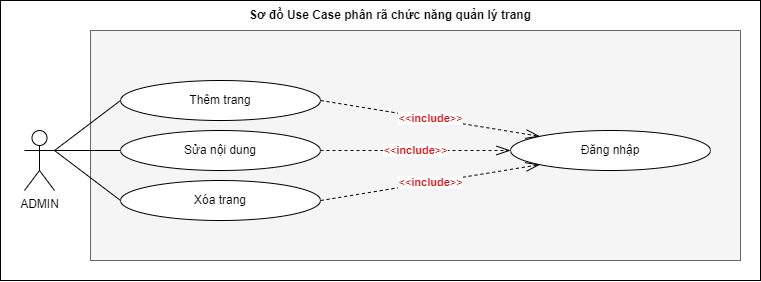 Sơ đồ Use Case phân rã chức năng quản lý trang
Thêm trang
<<include>>
Sửa nội dung
<<include>>
Đăng nhập
Xóa trang
<<include>>
ADMIN